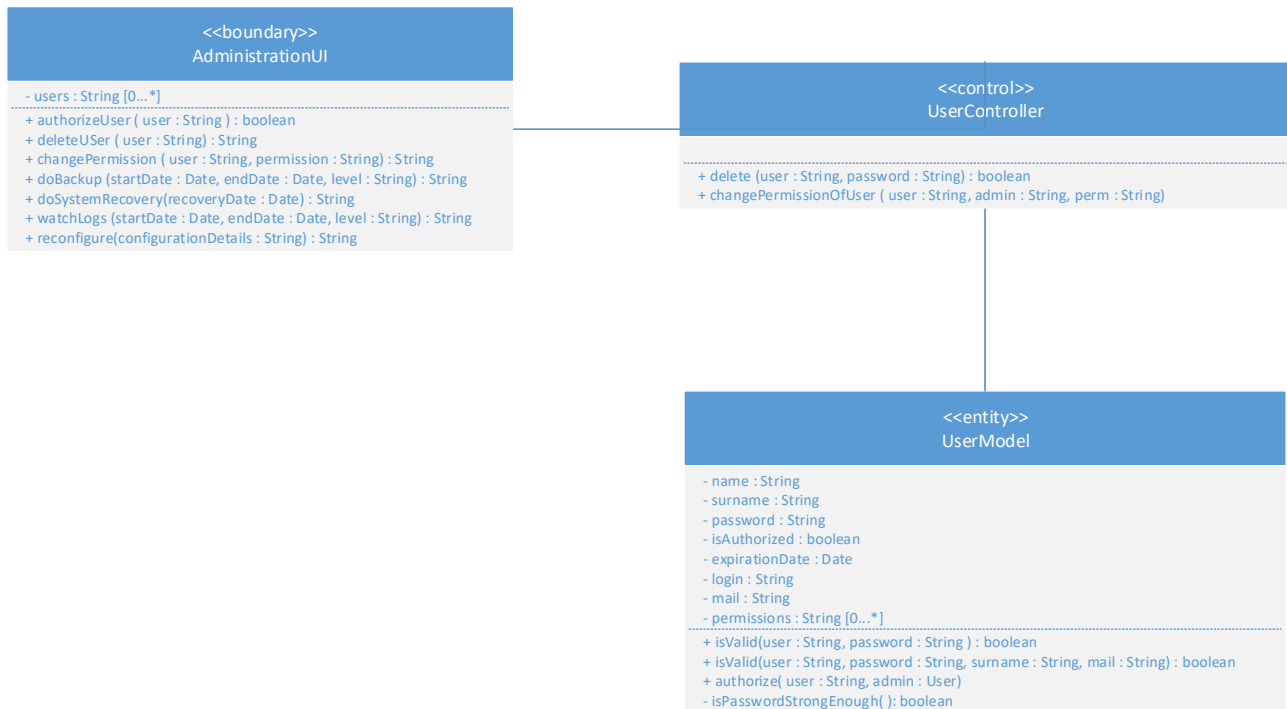 <<boundary>>
AdministrationUI
- users : String [0...*]
+ authorizeUser ( user : String ) : boolean
+ deleteUSer ( user : String) : String
+ changePermission ( user : String, permission : String) : String
+ doBackup (startDate : Date, endDate : Date, level : String) : String
+ doSystemRecovery(recoveryDate : Date) : String
+ watchLogs (startDate : Date, endDate : Date, level : String) : String
+ reconfigure(configurationDetails : String) : String
<<control>>
UserController
+ delete (user : String, password : String) : boolean
+ changePermissionOfUser ( user : String, admin : String, perm : String)
<<entity>>
UserModel
- name : String
- surname : String
- password : String
- isAuthorized : boolean
- expirationDate : Date
- login : String
- mail : String
- permissions : String [0...*]
+ isValid(user : String, password : String ) : boolean
+ isValid(user : String, password : String, surname : String, mail : String) : boolean
+ authorize( user : String, admin : User)
- isPasswordStrongEnough( ): boolean